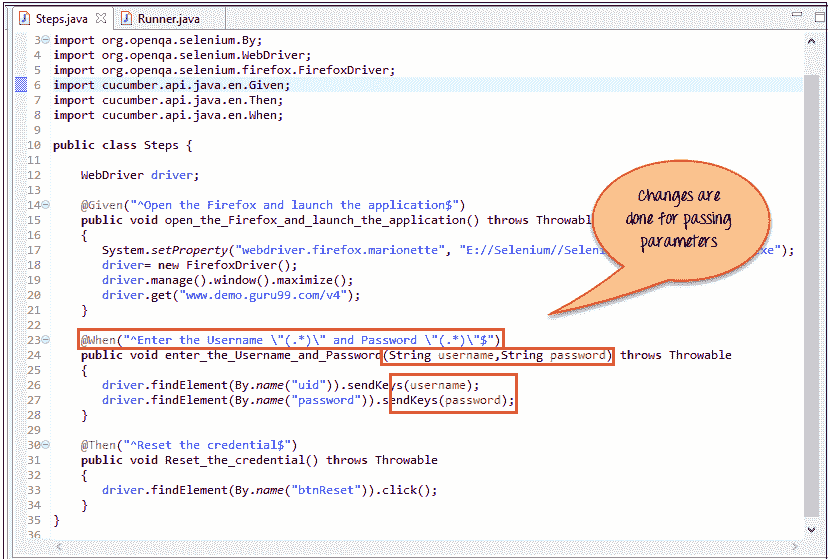 Steps.java Runner.java
3 import org.openqa.selenium.By;
4 import org.openqa.selenium.WebDriver;
5 import org.openqa.selenium.firefox.FirefoxDriver;
6 import cucumber.api.java.en.Given;
7 import cucumber.api.java.en.Then;
8 import cucumber.api.java.en.When;
9
10 public class Steps {
11
12 WebDriver driver;
13
14 @Given("^Open the Firefox and launch the application$")
15 public void open_the_Firefox_and_launch_the_application() throws Throwable
16 {
17 System.setProperty("webdriver.firefox.marionette", "E://Selenium//Seleni xe");
18 driver= new FirefoxDriver();
19 driver.manage().window().maximize();
20 driver.get("www.demo.guru99.com/v4");
21 }
22
23 @When("^Enter the Username \"(.*)\" and Password \"(.*)\"$")
24 public void enter_the_Username_and_Password(String username,String password) throws Throwable
25 {
26 driver.findElement(By.name("uid")).sendKeys(username);
27 driver.findElement(By.name("password")).sendKeys(password);
28 }
29
30 @Then("^Reset the credential$")
31 public void Reset_the_credential() throws Throwable
32 {
33 driver.findElement(By.name("btnReset")).click();
34 }
35 }
36
Changes are
done for passing
parameters